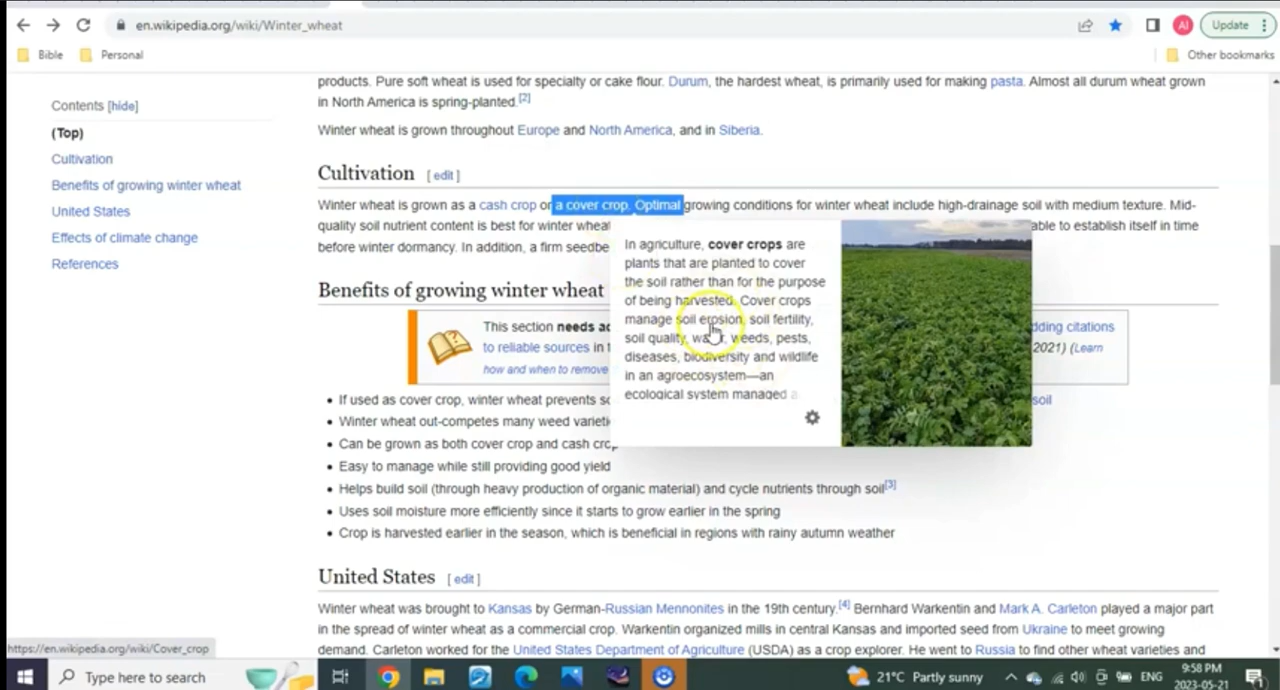 en.wikipedia.org/wiki/Winter_wheat
AI
Update
Bible
Personal
Other bookmarks
Contents [hide]
(Top)
Cultivation
Benefits of growing winter wheat
United States
Effects of climate change
References
products. Pure soft wheat is used for specialty or cake flour. Durum, the hardest wheat, is primarily used for making pasta. Almost all durum wheat grown
in North America is spring-planted.[2]
Winter wheat is grown throughout Europe and North America, and in Siberia.
Cultivation [ edit ]
Winter wheat is grown as a cash crop or a cover crop. Optimal growing conditions for winter wheat include high-drainage soil with medium texture. Mid-
quality soil nutrient content is best for wheat able to establish itself in time
before winter dormancy. In addition, a firm seedbe
In agriculture, cover crops are
plants that are planted to cover
the soil rather than for the purpose
of being harvested. Cover crops
manage soil erosion, soil fertility,
soil quality, water, weeds, pests,
diseases, biodiversity and wildlife
in an agroecosystem—an
ecological system managed a
Benefits of growing winter wheat
This section needs ad dding citations
to reliable sources in t 2021) (Learn
how and when to remove
If used as cover crop, winter wheat prevents so soil
Winter wheat out-competes many weed varieti
Can be grown as both cover crop and cash crop
Easy to manage while still providing good yield
Helps build soil (through heavy production of organic material) and cycle nutrients through soil[3]
Uses soil moisture more efficiently since it starts to grow earlier in the spring
Crop is harvested earlier in the season, which is beneficial in regions with rainy autumn weather
United States [ edit ]
Winter wheat was brought to Kansas by German-Russian Mennonites in the 19th century.[4] Bernhard Warkentin and Mark A. Carleton played a major part
in the spread of winter wheat as a commercial crop. Warkentin organized mills in central Kansas and imported seed from Ukraine to meet growing
demand. Carleton worked for the United States Department of Agriculture (USDA) as a crop explorer. He went to Russia to find other wheat varieties and
https://en.wikipedia.org/wiki/Cover_crop
Type here to search
21°C Partly sunny
ENG
9:58 PM
2023-05-21
1